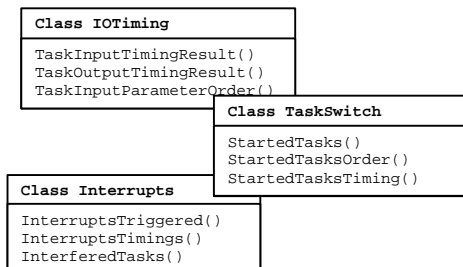 Class IOTiming
TaskInputTimingResult()
TaskOutputTimingResult()
TaskInputParameterOrder()
Class TaskSwitch
StartedTasks()
StartedTasksOrder()
StartedTasksTiming()
Class Interrupts
InterruptsTriggered()
InterruptsTimings()
InterferedTasks()